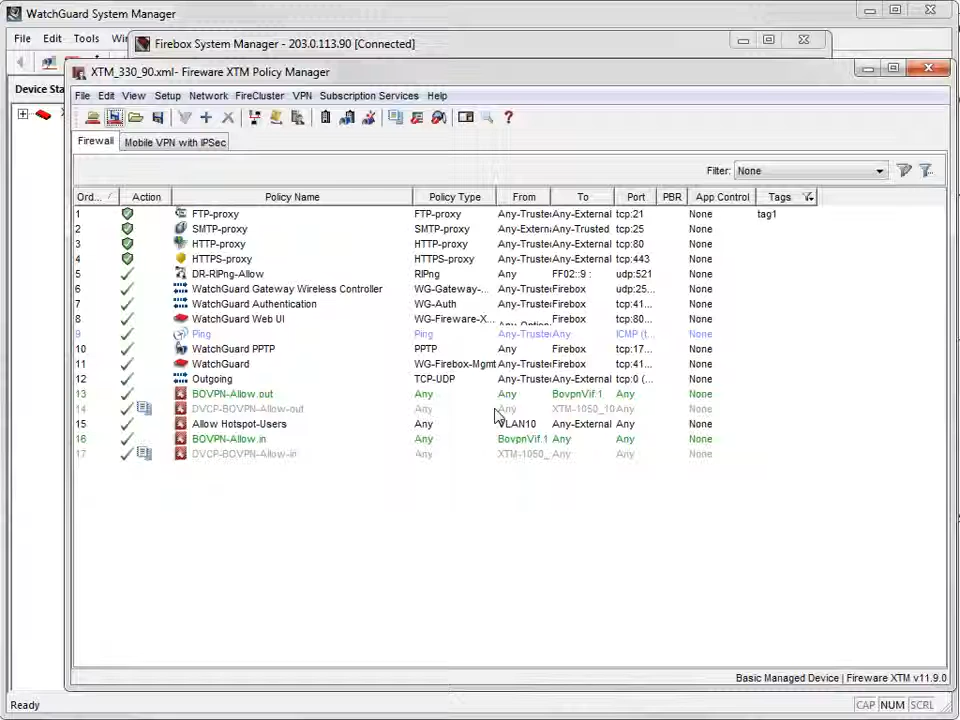 WatchGuard System Manager
File Edit Tools Wi
Firebox System Manager - 203.0.113.90 [Connected]
XTM_330_90.xml- Fireware XTM Policy Manager
Device Sta
File Edit View Setup Network FireCluster VPN Subscription Services Help
Firewall Mobile VPN with IPSec
Filter: None
Ord... / Action Policy Name Policy Type From To Port PBR App Control Tags
1 FTP-proxy FTP-proxy Any-Truste Any-External tcp:21 None tag1
2 SMTP-proxy SMTP-proxy Any-Extern Any-Trusted tcp:25 None
3 HTTP-proxy HTTP-proxy Any-Truste Any-External tcp:80 None
4 HTTPS-proxy HTTPS-proxy Any-Truste Any-External tcp:443 None
5 DR-RIPng-Allow RIPng Any FF02::9 : udp:521 None
6 WatchGuard Gateway Wireless Controller WG-Gateway-... Any-Truste Firebox udp:25... None
7 WatchGuard Authentication WG-Auth Any-Truste Firebox tcp:41... None
8 WatchGuard Web UI WG-Fireware-X... Firebox tcp:80... None
9 Ping Ping Any-Truste Any ICMP (t... None
10 WatchGuard PPTP PPTP Any Firebox tcp:17... None
11 WatchGuard WG-Firebox-Mgmt Any-Truste Firebox tcp:41... None
12 Outgoing TCP-UDP Any-Truste Any-External tcp:0 (... None
13 BOVPN-Allow.out Any Any BovpnVif.1 Any None
14 DVCP-BOVPN-Allow-out Any Any XTM-1050_10 Any None
15 Allow Hotspot-Users Any VLAN10 Any-External Any None
16 BOVPN-Allow.in Any BovpnVif.1 Any Any None
17 DVCP-BOVPN-Allow-in Any XTM-1050_ Any Any None
Basic Managed Device | Fireware XTM v11.9.0
Ready CAP NUM SCRL